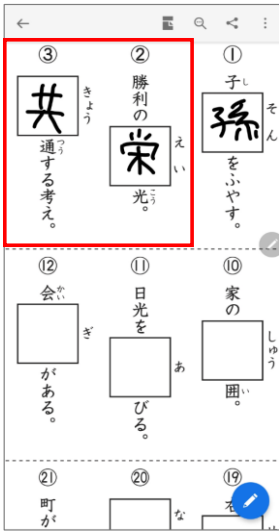 ①
子孫をふやす。
し
そん
②
勝利の栄光。
えい
こう
③
共通する考え。
きょう
つう
⑩
家の
囲。
しゅう
い
⑪
日光を
びる。
あ
⑫
会
がある。
かい
ぎ
⑲
⑳
な
㉑
町が